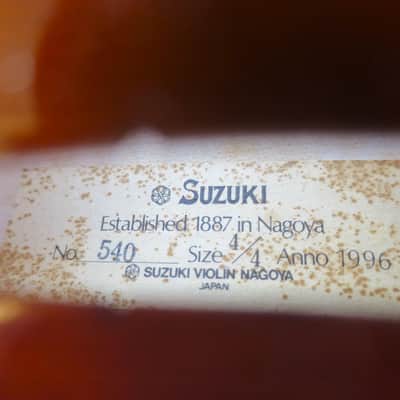 SUZUKI
Established 1887 in Nagoya
No. 540 Size 4/4 Anno 1996
SUZUKI VIOLIN NAGOYA
JAPAN